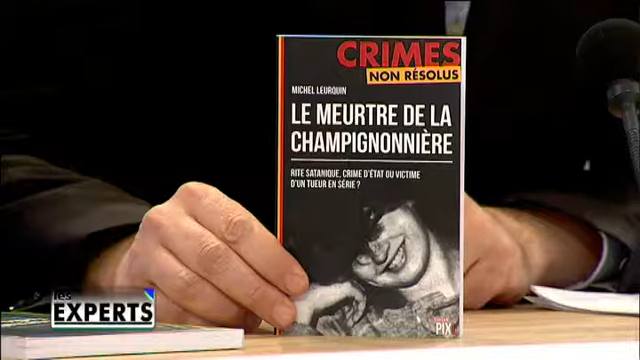 CRIMES
NON RÉSOLUS
MICHEL LEURQUIN
LE MEURTRE DE LA
CHAMPIGNONNIÈRE
RITE SATANIQUE, CRIME D'ÉTAT OU VICTIME
D'UN TUEUR EN SÉRIE ?
PIX
les
EXPERTS